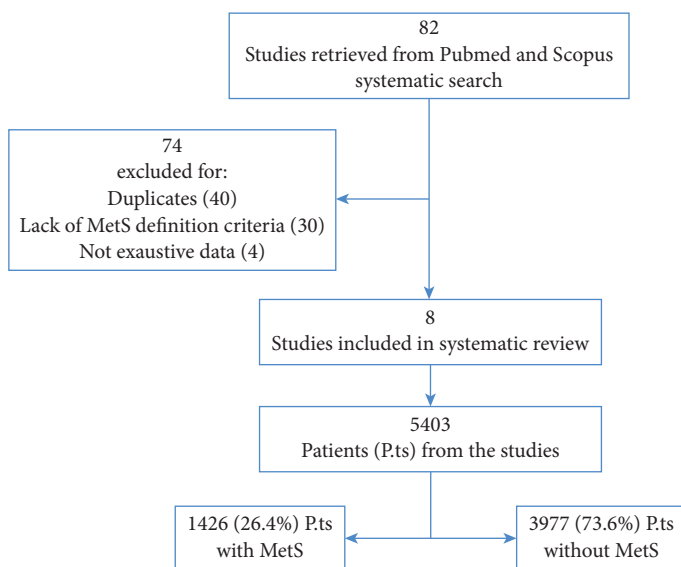 82
Studies retrieved from Pubmed and Scopus
systematic search
74
excluded for:
Duplicates (40)
Lack of MetS definition criteria (30)
Not exaustive data (4)
8
Studies included in systematic review
5403
Patients (P.ts) from the studies
1426 (26.4%) P.ts
with MetS
3977 (73.6%) P.ts
without MetS